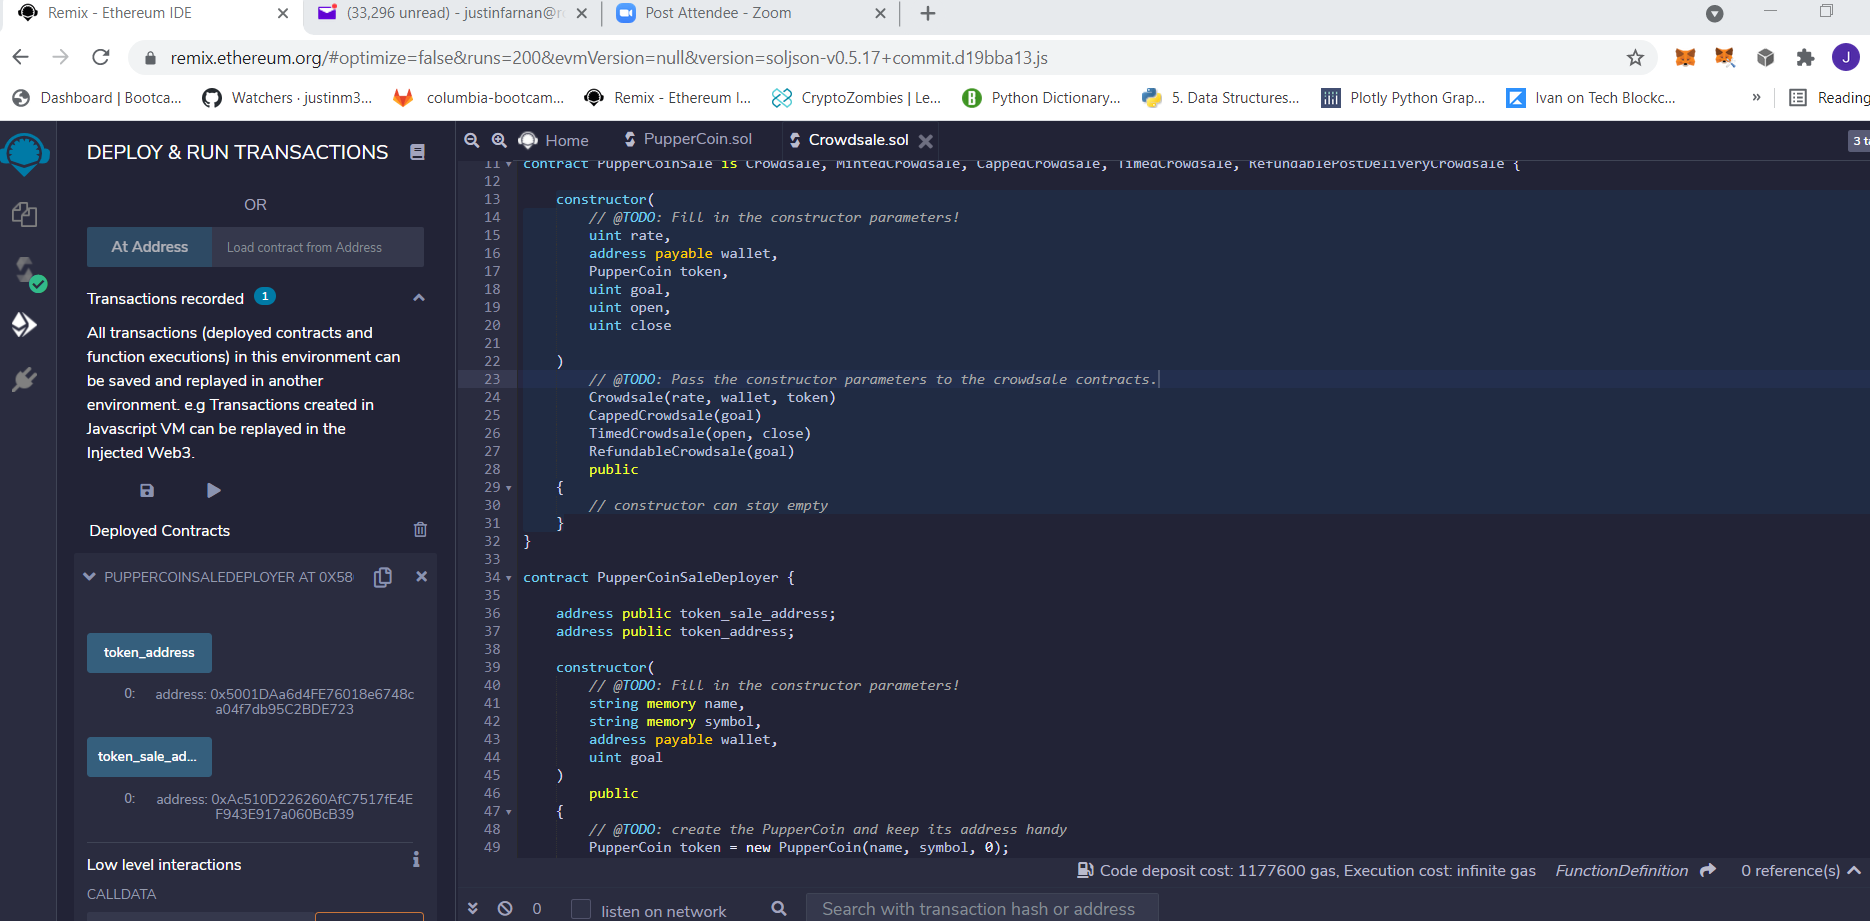 Remix - Ethereum IDE
(33,296 unread) - justinfarnan@r
Post Attendee - Zoom
remix.ethereum.org/#optimize=false&runs=200&evmVersion=null&version=soljson-v0.5.17+commit.d19bba13.js
J
Dashboard | Bootca...
Watchers · justinm3...
columbia-bootcam...
Remix - Ethereum I...
CryptoZombies | Le...
Python Dictionary...
5. Data Structures...
Plotly Python Grap...
Ivan on Tech Blockc...
»
Reading
DEPLOY & RUN TRANSACTIONS
Home
PupperCoin.sol
Crowdsale.sol
3 t
OR
At Address
Load contract from Address
Transactions recorded 1
All transactions (deployed contracts and
function executions) in this environment can
be saved and replayed in another
environment. e.g Transactions created in
Javascript VM can be replayed in the
Injected Web3.
Deployed Contracts
PUPPERCOINSALEDEPLOYER AT 0X58
token_address
0: address: 0x5001DAa6d4FE76018e6748c
a04f7db95C2BDE723
token_sale_ad...
0: address: 0xAc510D226260AfC7517fE4E
F943E917a060BcB39
Low level interactions
CALLDATA
11 contract PupperCoinSale is Crowdsale, MintedCrowdsale, CappedCrowdsale, TimedCrowdsale, RefundablePostDeliveryCrowdsale {
12
13 constructor(
14 // @TODO: Fill in the constructor parameters!
15 uint rate,
16 address payable wallet,
17 PupperCoin token,
18 uint goal,
19 uint open,
20 uint close
21
22 )
23 // @TODO: Pass the constructor parameters to the crowdsale contracts.
24 Crowdsale(rate, wallet, token)
25 CappedCrowdsale(goal)
26 TimedCrowdsale(open, close)
27 RefundableCrowdsale(goal)
28 public
29 {
30 // constructor can stay empty
31 }
32 }
33
34 contract PupperCoinSaleDeployer {
35
36 address public token_sale_address;
37 address public token_address;
38
39 constructor(
40 // @TODO: Fill in the constructor parameters!
41 string memory name,
42 string memory symbol,
43 address payable wallet,
44 uint goal
45 )
46 public
47 {
48 // @TODO: create the PupperCoin and keep its address handy
49 PupperCoin token = new PupperCoin(name, symbol, 0);
Code deposit cost: 1177600 gas, Execution cost: infinite gas FunctionDefinition 0 reference(s)
0 listen on network Search with transaction hash or address